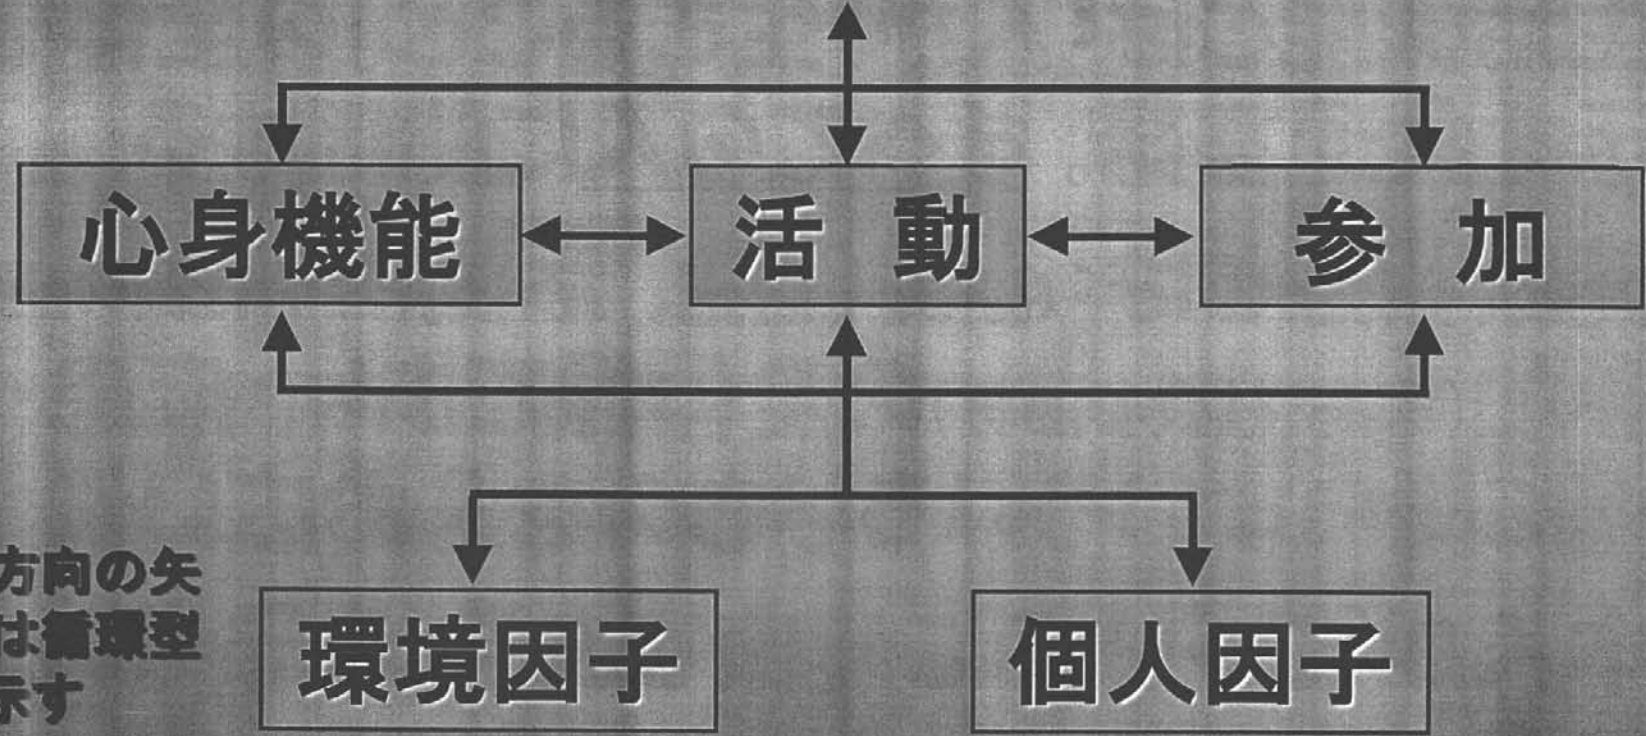 心身機能
活動
参加
方向の矢
は循環型
示す
環境因子
個人因子